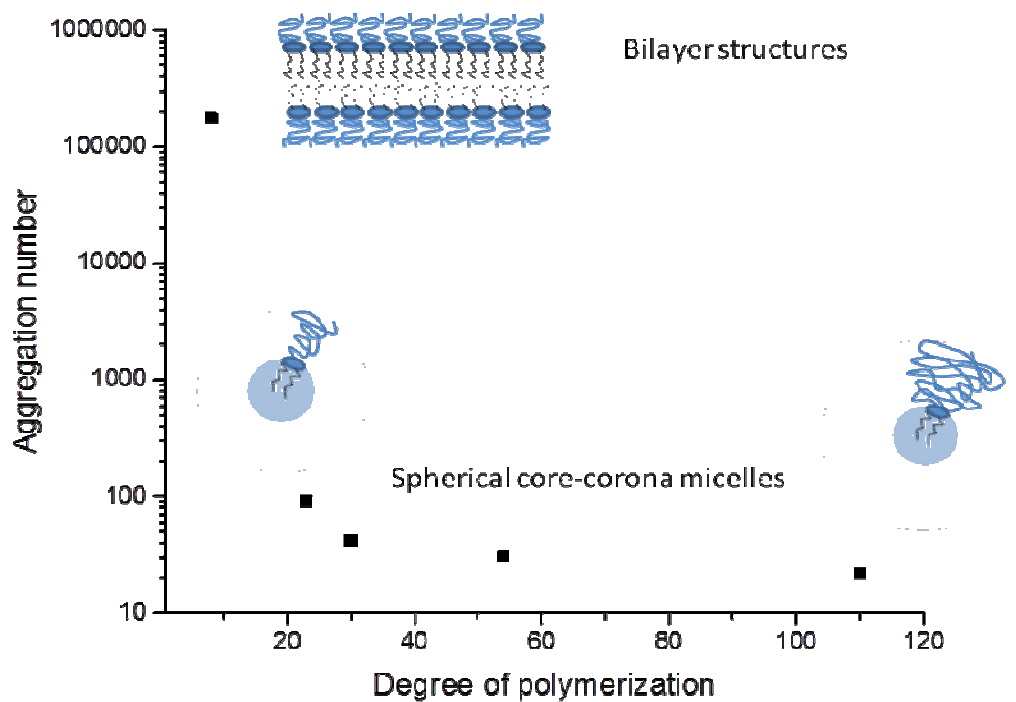 1000000
Bilayer structures
100000
10000
1000
Spherical core-corona micelles
100
10
Aggregation number
20 40 60 80 100 120
Degree of polymerization